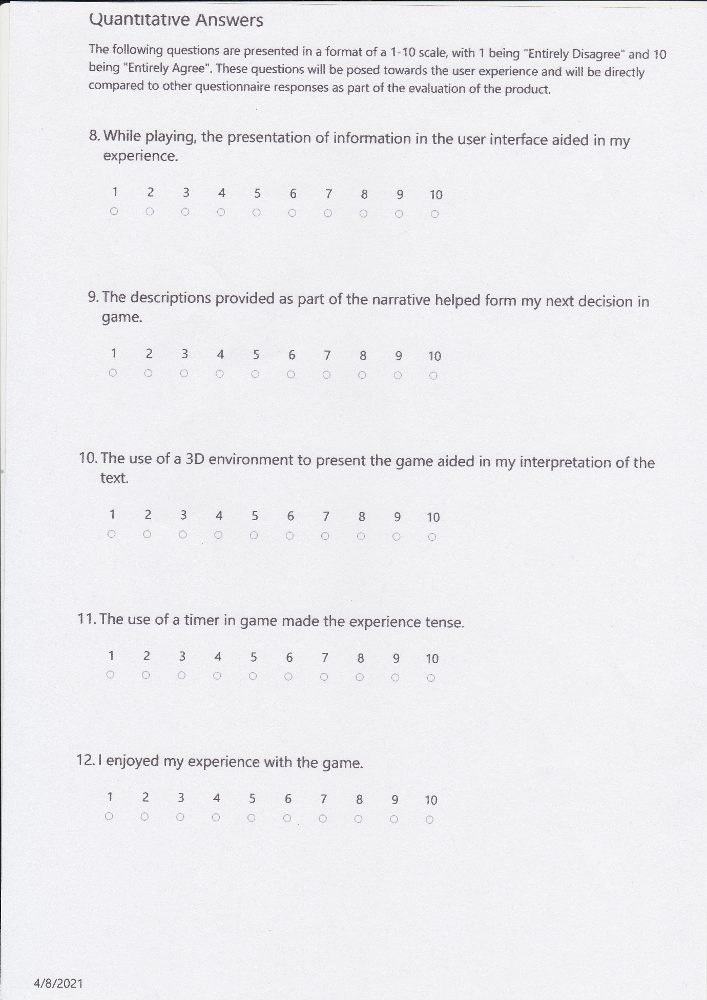 Quantitative Answers
The following questions are presented in a format of a 1-10 scale, with 1 being "Entirely Disagree" and 10
being "Entirely Agree". These questions will be posed towards the user experience and will be directly
compared to other questionnaire responses as part of the evaluation of the product.
8. While playing, the presentation of information in the user interface aided in my
experience.
1 2 3 4 5 6 7 8 9 10
9. The descriptions provided as part of the narrative helped form my next decision in
game.
1 2 3 4 5 6 7 8 9 10
10. The use of a 3D environment to present the game aided in my interpretation of the
text.
1 2 3 4 5 6 7 8 9 10
11. The use of a timer in game made the experience tense.
1 2 3 4 5 6 7 8 9 10
12. I enjoyed my experience with the game.
1 2 3 4 5 6 7 8 9 10
4/8/2021